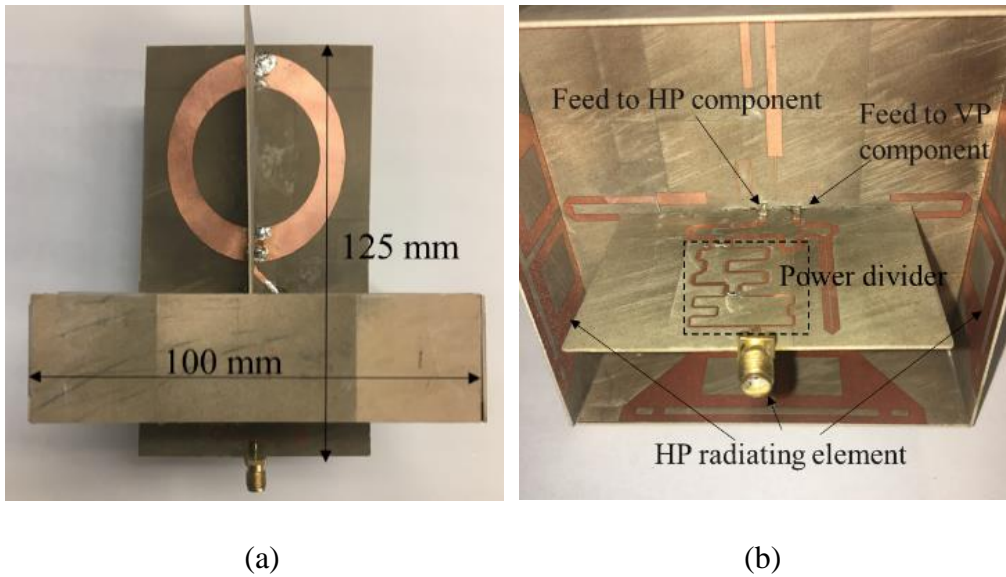 125 mm
100 mm
Feed to HP component
Feed to VP
component
Power divider
HP radiating element
(a)
(b)